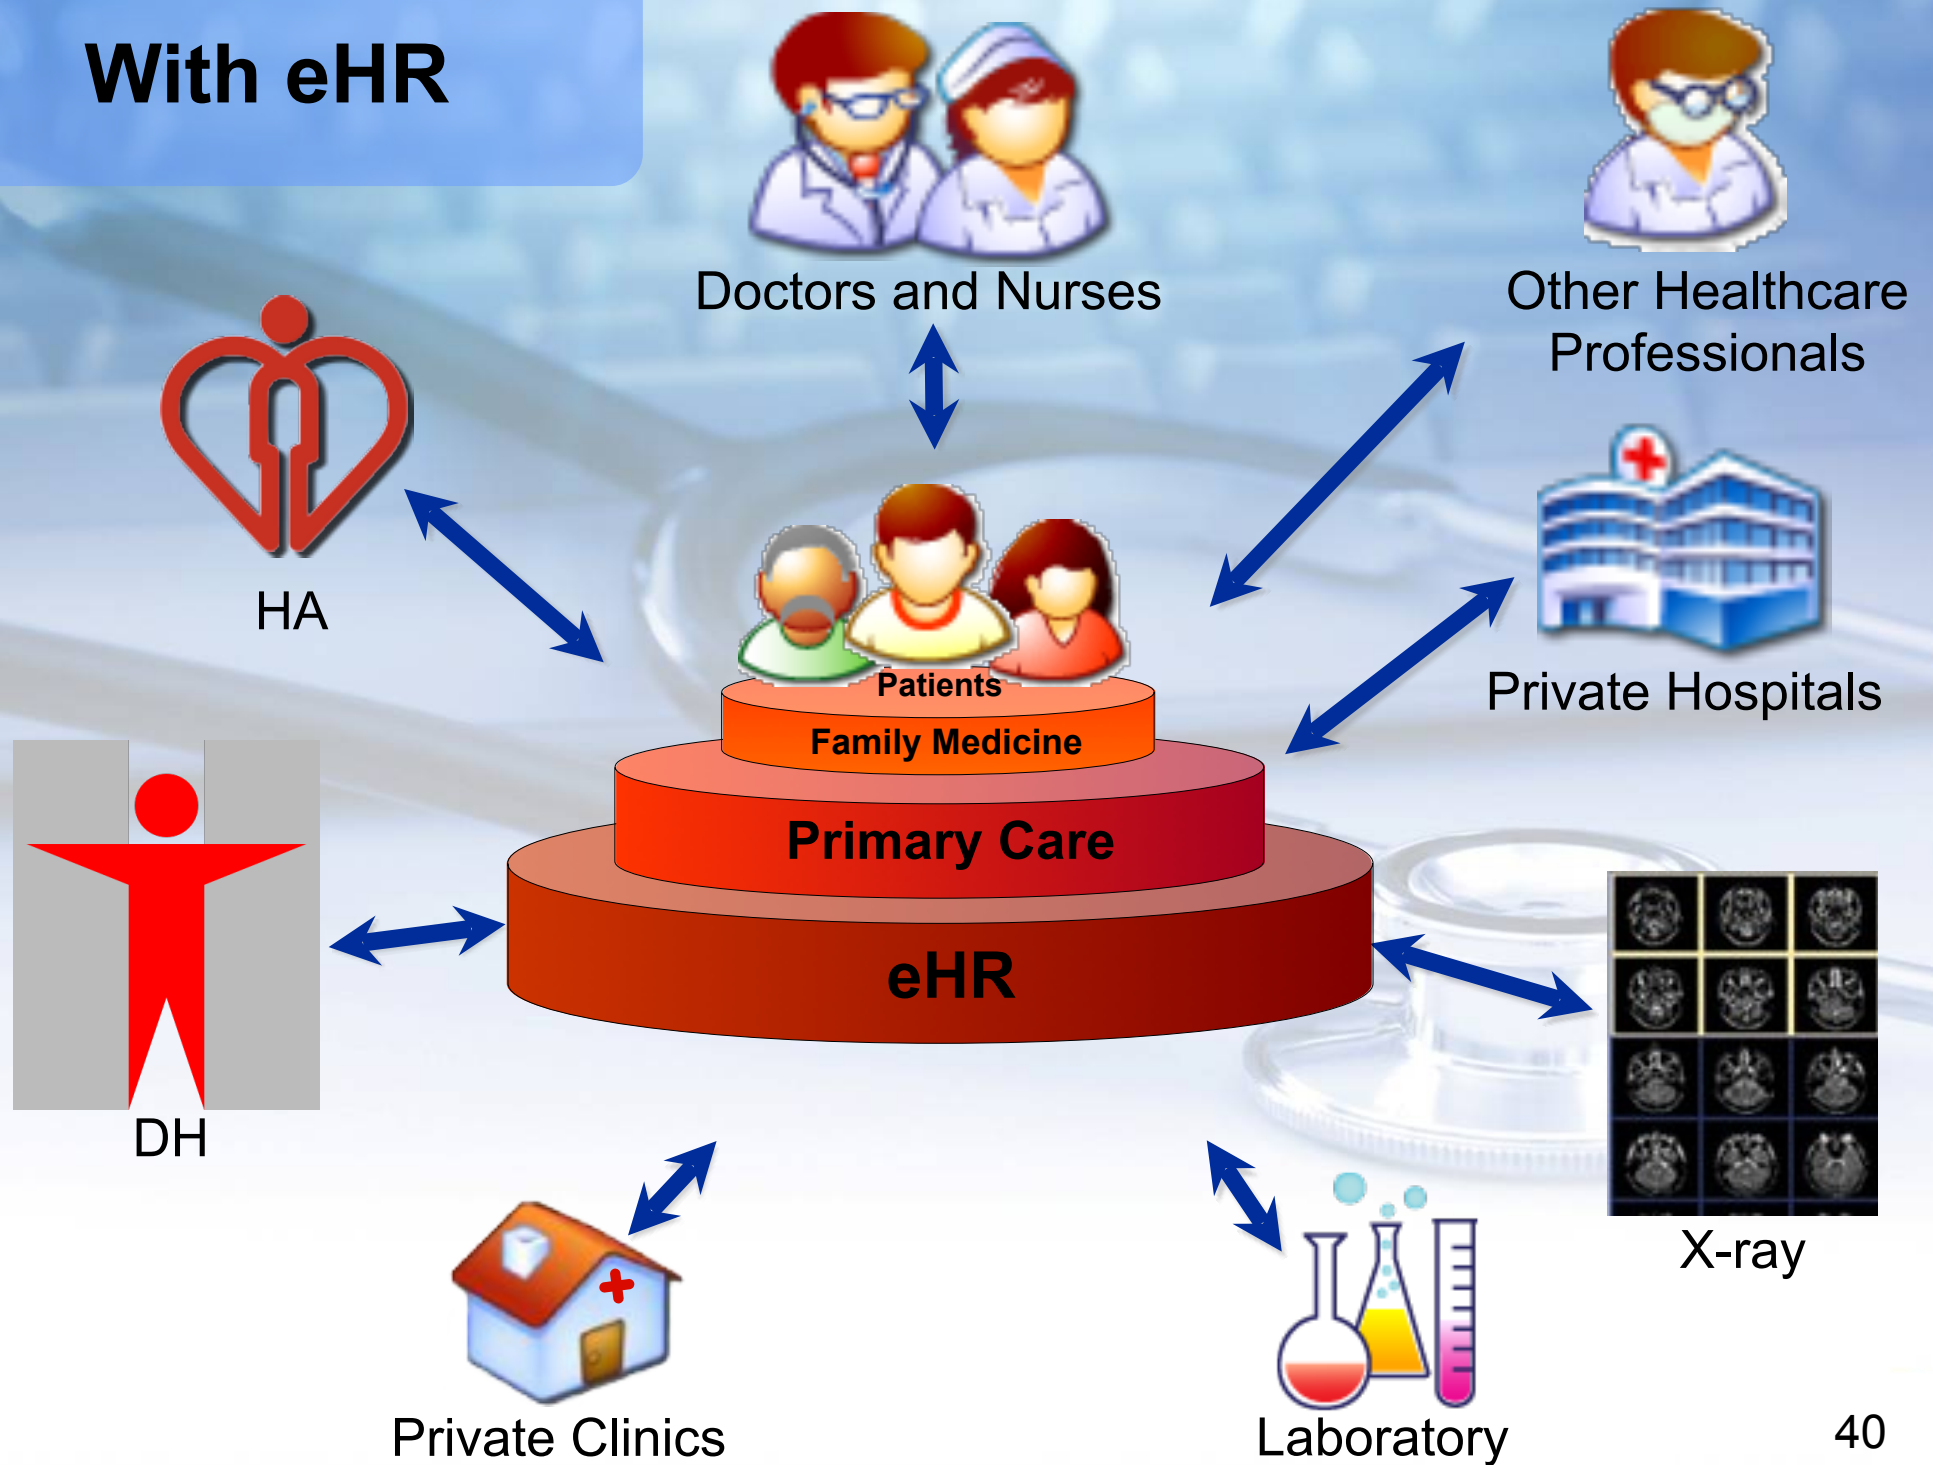 With eHR
Doctors and Nurses
Other Healthcare
Professionals
HA
Private Hospitals
Patients
Family Medicine
Primary Care
eHR
DH
X-ray
Private Clinics
Laboratory
40